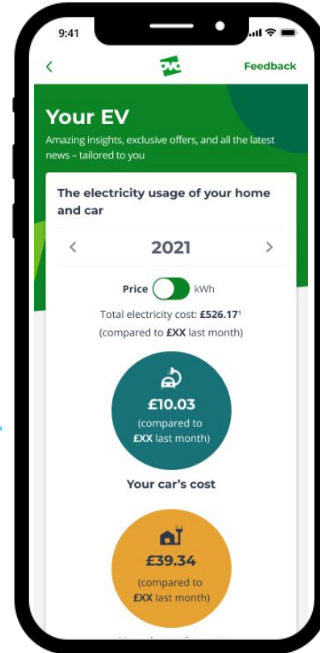 9:41
ovo
Feedback
Your EV
Amazing insights, exclusive offers, and all the latest
news – tailored to you
The electricity usage of your home
and car
< 2021 >
Price kWh
Total electricity cost: £526.17¹
(compared to £XX last month)
£10.03
(compared to
£XX last month)
Your car's cost
£39.34
(compared to
£XX last month)